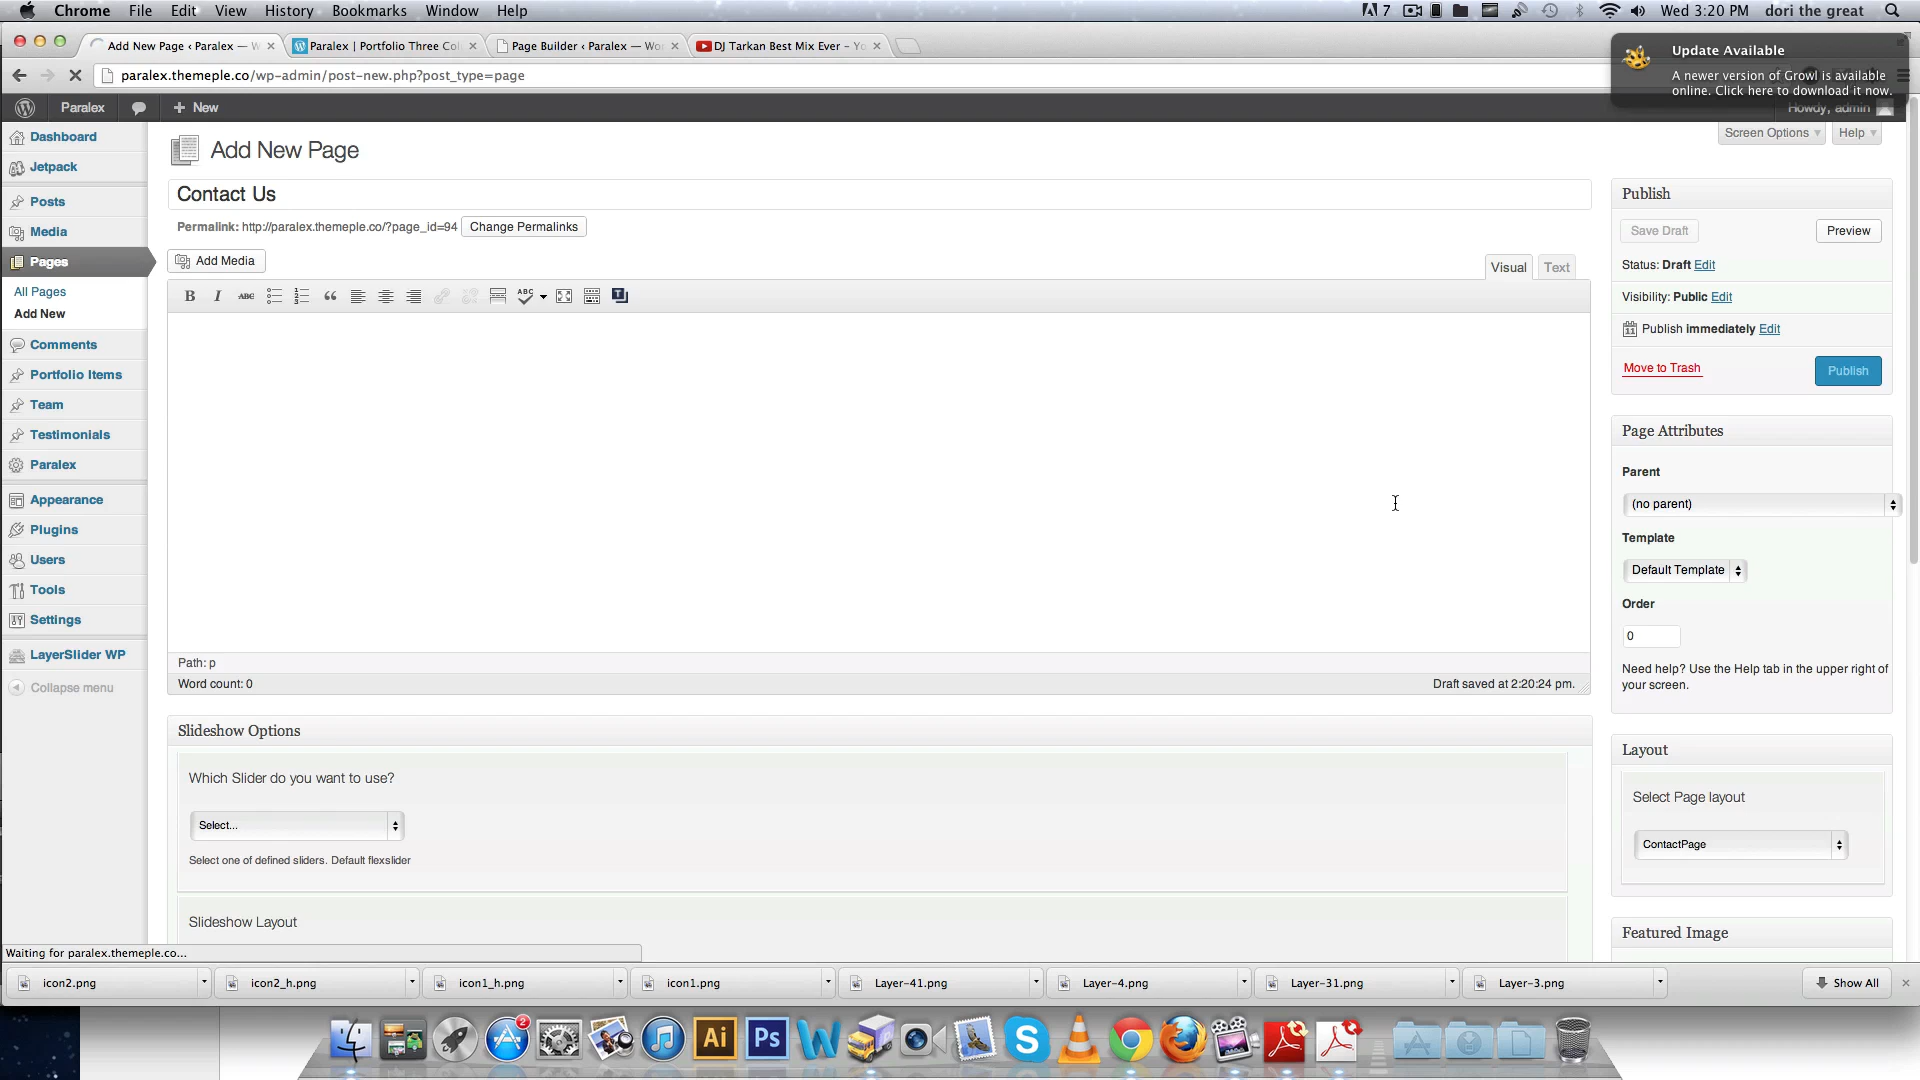 Chrome File Edit View History Bookmarks Window Help
7 Wed 3:20 PM dori the great
Add New Page ‹ Paralex — W
Paralex | Portfolio Three Col
Page Builder ‹ Paralex — Wor
DJ Tarkan Best Mix Ever - Yo
Update Available
A newer version of Growl is available
online. Click here to download it now.
paralex.themeple.co/wp-admin/post-new.php?post_type=page
Paralex + New
Howdy, admin
Screen Options Help
Dashboard
Jetpack
Posts
Media
Pages
All Pages
Add New
Comments
Portfolio Items
Team
Testimonials
Paralex
Appearance
Plugins
Users
Tools
Settings
LayerSlider WP
Collapse menu
Add New Page
Contact Us
Permalink: http://paralex.themeple.co/?page_id=94 Change Permalinks
Add Media
Visual Text
B I ABC ABC
Path: p
Word count: 0 Draft saved at 2:20:24 pm.
Slideshow Options
Which Slider do you want to use?
Select...
Select one of defined sliders. Default flexslider
Slideshow Layout
Publish
Save Draft Preview
Status: Draft Edit
Visibility: Public Edit
Publish immediately Edit
Move to Trash Publish
Page Attributes
Parent
(no parent)
Template
Default Template
Order
0
Need help? Use the Help tab in the upper right of
your screen.
Layout
Select Page layout
ContactPage
Featured Image
Waiting for paralex.themeple.co...
icon2.png icon2_h.png icon1_h.png icon1.png Layer-41.png Layer-4.png Layer-31.png Layer-3.png Show All
2
Ai Ps